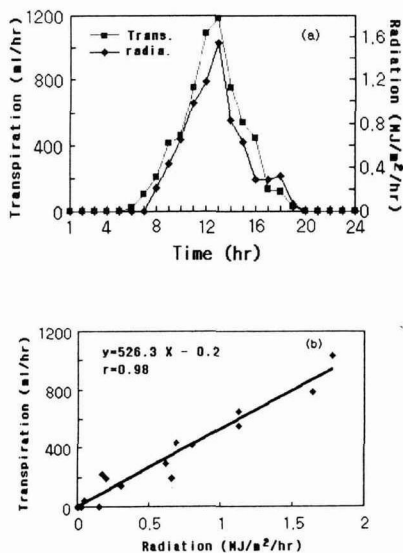 1200
800
400
0
Transpiration (ml/hr)
Trans.
radia.
(a)
1.6
1.2
0.8
0.4
0
Radiation (MJ/m²/hr)
1 4 8 12 16 20 24
Time (hr)
(b)
y=526.3 X - 0.2
r=0.98
1200
800
400
0
Transpiration (ml/hr)
0 0.5 1 1.5 2
Radiation (MJ/m²/hr)